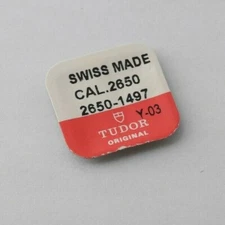 SWISS MADE
CAL.2650
2650-1497
Y-03
TUDOR
ORIGINAL